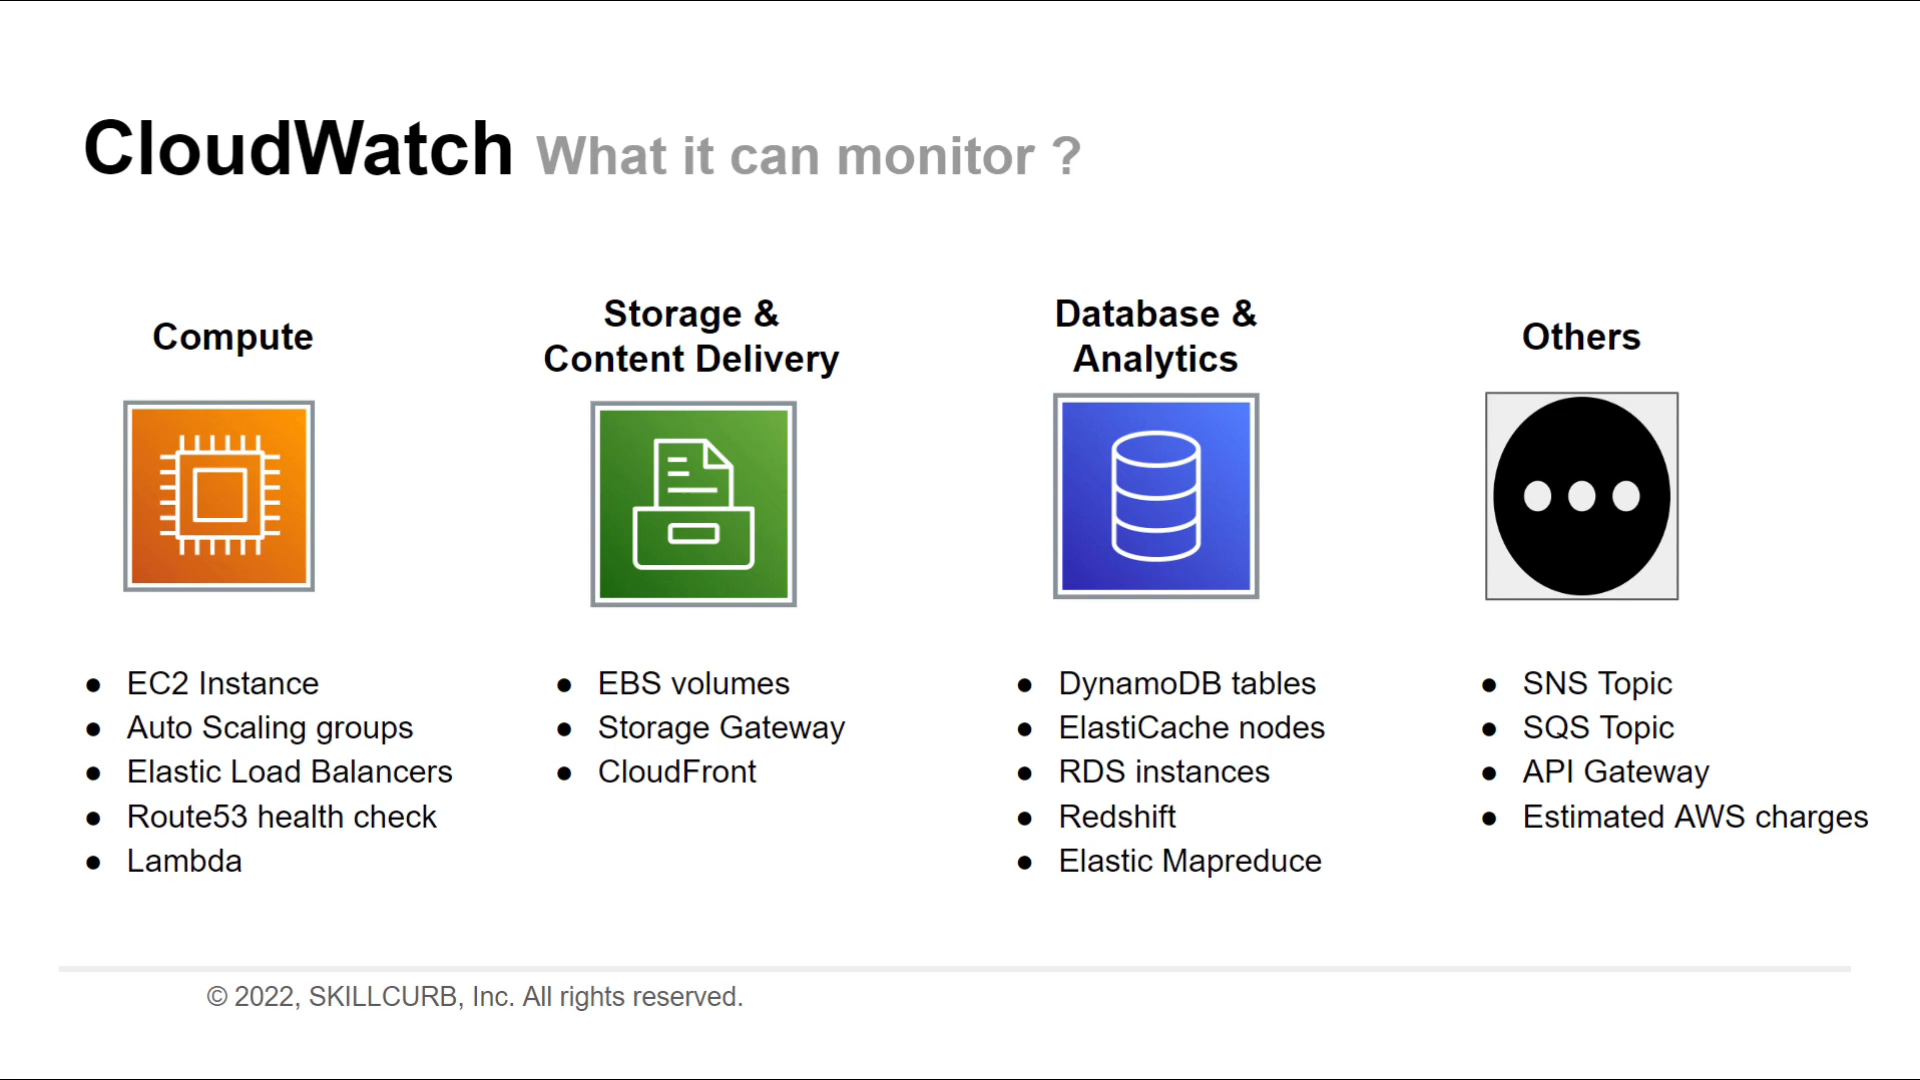 CloudWatch What it can monitor ?
Compute
Storage &
Content Delivery
Database &
Analytics
Others
● EC2 Instance
● Auto Scaling groups
● Elastic Load Balancers
● Route53 health check
● Lambda
● EBS volumes
● Storage Gateway
● CloudFront
● DynamoDB tables
● ElastiCache nodes
● RDS instances
● Redshift
● Elastic Mapreduce
● SNS Topic
● SQS Topic
● API Gateway
● Estimated AWS charges
© 2022, SKILLCURB, Inc. All rights reserved.